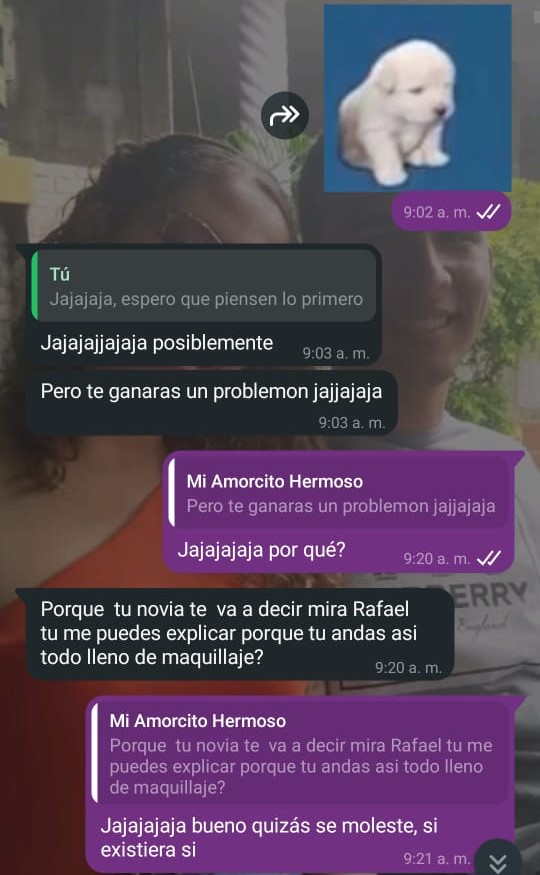 9:02 a. m.
Tú
Jajajaja, espero que piensen lo primero
Jajajajjajaja posiblemente
9:03 a. m.
Pero te ganaras un problemon jajjajaja
9:03 a. m.
Mi Amorcito Hermoso
Pero te ganaras un problemon jajjajaja
Jajajajaja por qué?
9:20 a. m.
ERRY
England
Porque tu novia te va a decir mira Rafael
tu me puedes explicar porque tu andas asi
todo lleno de maquillaje?
9:20 a. m.
Mi Amorcito Hermoso
Porque tu novia te va a decir mira Rafael tu me
puedes explicar porque tu andas asi todo lleno
de maquillaje?
Jajajajaja bueno quizás se moleste, si
existiera si
9:21 a. m.